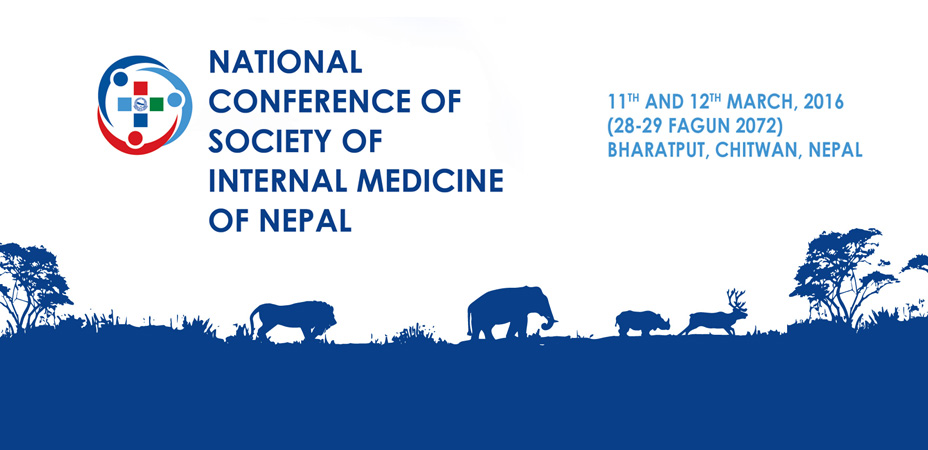 NATIONAL
CONFERENCE OF
SOCIETY OF
INTERNAL MEDICINE
OF NEPAL
11TH AND 12TH MARCH, 2016
(28-29 FAGUN 2072)
BHARATPUT, CHITWAN, NEPAL